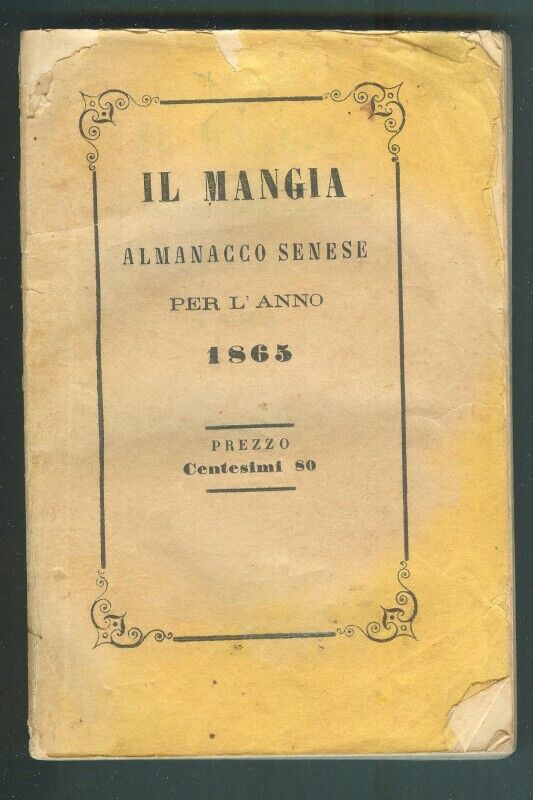 IL MANGIA
ALMANACCO SENESE
PER L'ANNO
1865
PREZZO
Centesimi 80